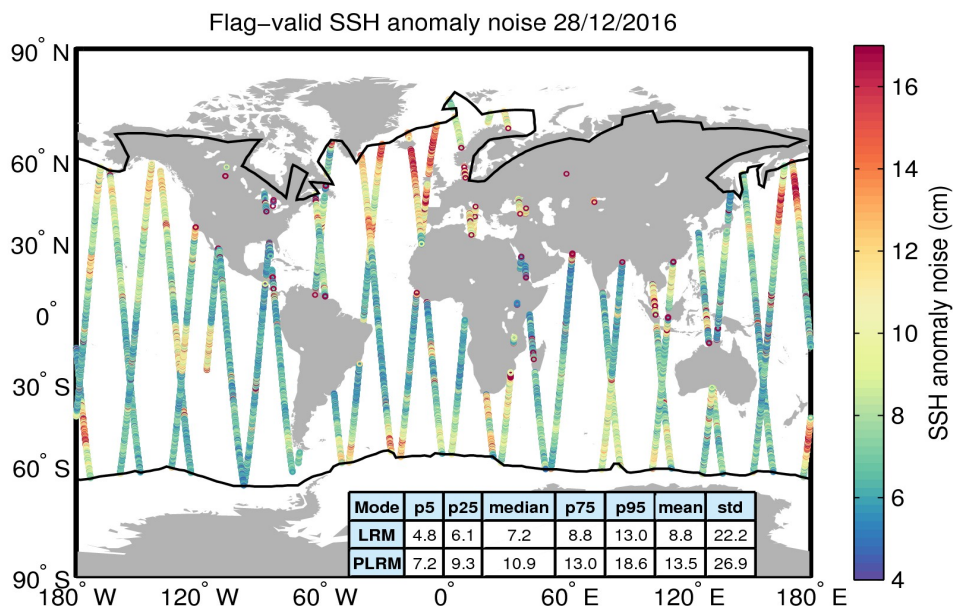 Flag−valid SSH anomaly noise 28/12/2016
90° N
60° N
30° N
0°
30° S
60° S
90° S
180° W 120° W 60° W 0° 60° E 120° E 180° E
16
14
12
10
8
6
4
SSH anomaly noise (cm)
Mode p5 p25 median p75 p95 mean std
LRM 4.8 6.1 7.2 8.8 13.0 8.8 22.2
PLRM 7.2 9.3 10.9 13.0 18.6 13.5 26.9